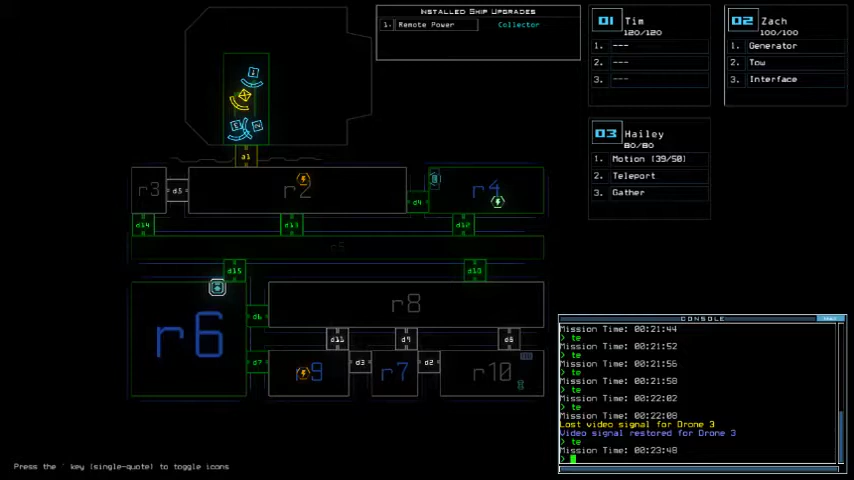 INSTALLED SHIP UPGRADES
1. Remote Power Collector
01 Tim
120/120
1. ---
2. ---
3. ---
02 Zach
100/100
1. Generator
2. Tow
3. Interface
03 Hailey
80/80
1. Motion (39/50)
2. Teleport
3. Gather
a1
r3
d5
r2
d4
r4
d14
d13
d12
r5
d15
d10
r6
d6
r8
d11
d9
d7
r9
d3
r7
d2
r10
CONSOLE
Mission Time: 00:21:44
> te
Mission Time: 00:21:52
> te
Mission Time: 00:21:56
> te
Mission Time: 00:21:58
> te
Mission Time: 00:22:02
> te
Mission Time: 00:22:08
Lost video signal for Drone 3
Video signal restored for Drone 3
> te
Mission Time: 00:23:48
>
Press the ` key (single-quote) to toggle icons